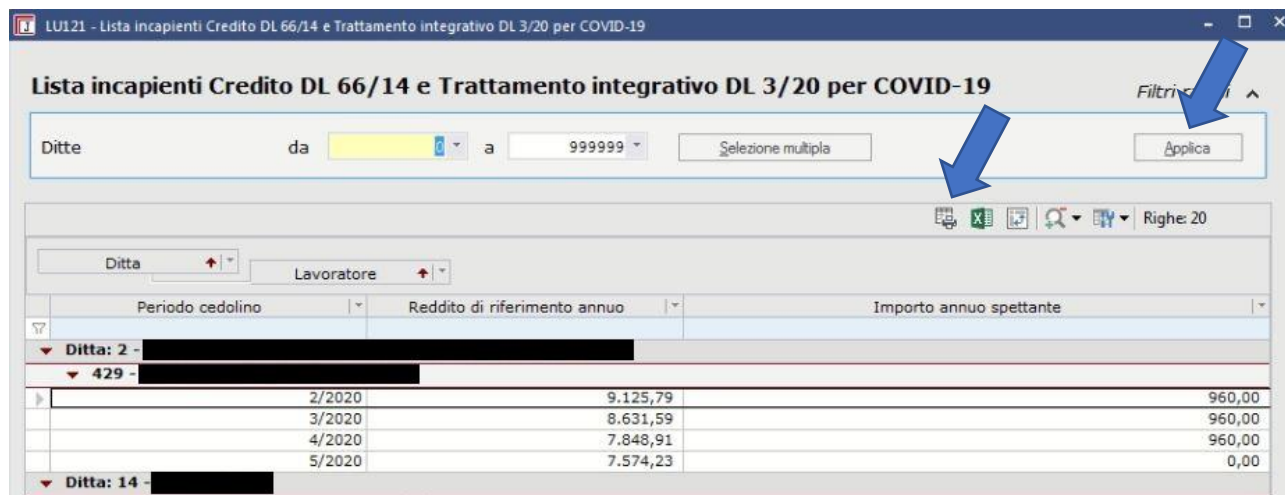 LU121 - Lista incapienti Credito DL 66/14 e Trattamento integrativo DL 3/20 per COVID-19
Lista incapienti Credito DL 66/14 e Trattamento integrativo DL 3/20 per COVID-19
Ditte da 0 a 999999 Selezione multipla Applica
Righe: 20
Ditta
Lavoratore
Periodo cedolino Reddito di riferimento annuo Importo annuo spettante
Ditta: 2 -
429 -
2/2020 9.125,79 960,00
3/2020 8.631,59 960,00
4/2020 7.848,91 960,00
5/2020 7.574,23 0,00
Ditta: 14 -